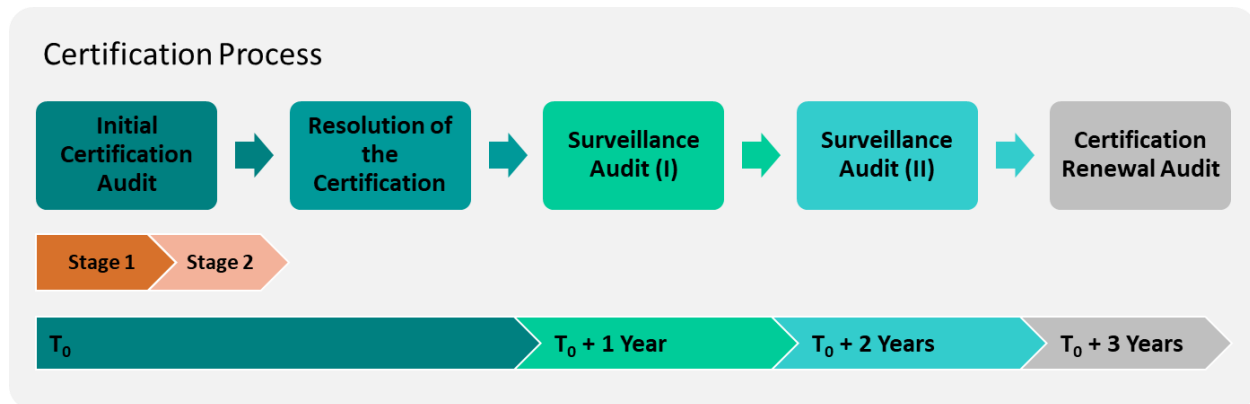 Certification Process
Initial
Certification
Audit
Resolution of
the
Certification
Surveillance
Audit (I)
Surveillance
Audit (II)
Certification
Renewal Audit
Stage 1
Stage 2
T₀
T₀ + 1 Year
T₀ + 2 Years
T₀ + 3 Years